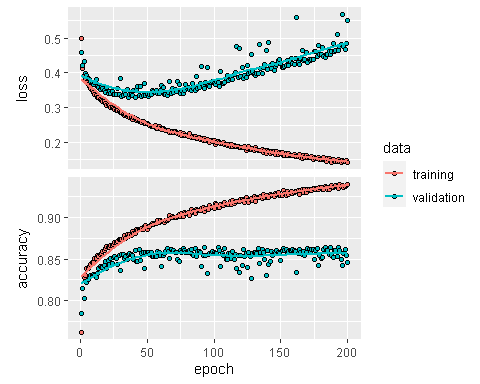 0.5
0.4
0.3
0.2
loss
0.90
0.85
0.80
accuracy
0 50 100 150 200
epoch
data
training
validation